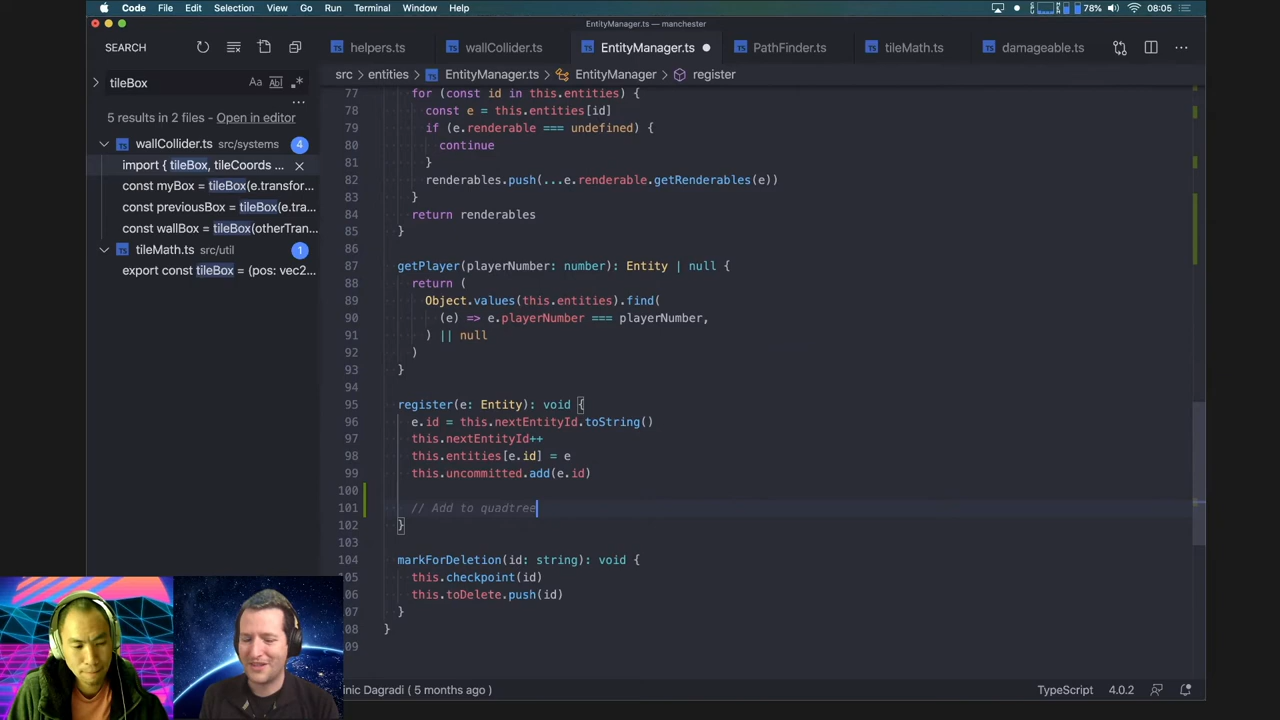 Code File Edit Selection View Go Run Terminal Window Help 78% 08:05
EntityManager.ts — manchester
SEARCH
helpers.ts wallCollider.ts EntityManager.ts PathFinder.ts tileMath.ts damageable.ts
src › entities › EntityManager.ts › EntityManager › register
tileBox Aa Ab .*
5 results in 2 files - Open in editor
wallCollider.ts src/systems 4
import { tileBox, tileCoords ...
const myBox = tileBox(e.transfor...
const previousBox = tileBox(e.tra...
const wallBox = tileBox(otherTran...
tileMath.ts src/util 1
export const tileBox = (pos: vec2...
77 for (const id in this.entities) {
78 const e = this.entities[id]
79 if (e.renderable === undefined) {
80 continue
81 }
82 renderables.push(...e.renderable.getRenderables(e))
83 }
84 return renderables
85 }
86
87 getPlayer(playerNumber: number): Entity | null {
88 return (
89 Object.values(this.entities).find(
90 (e) => e.playerNumber === playerNumber,
91 ) || null
92 )
93 }
94
95 register(e: Entity): void {
96 e.id = this.nextEntityId.toString()
97 this.nextEntityId++
98 this.entities[e.id] = e
99 this.uncommitted.add(e.id)
100
101 // Add to quadtree
102 }
103
104 markForDeletion(id: string): void {
105 this.checkpoint(id)
106 this.toDelete.push(id)
07 }
08 }
09
inic Dagradi ( 5 months ago ) TypeScript 4.0.2